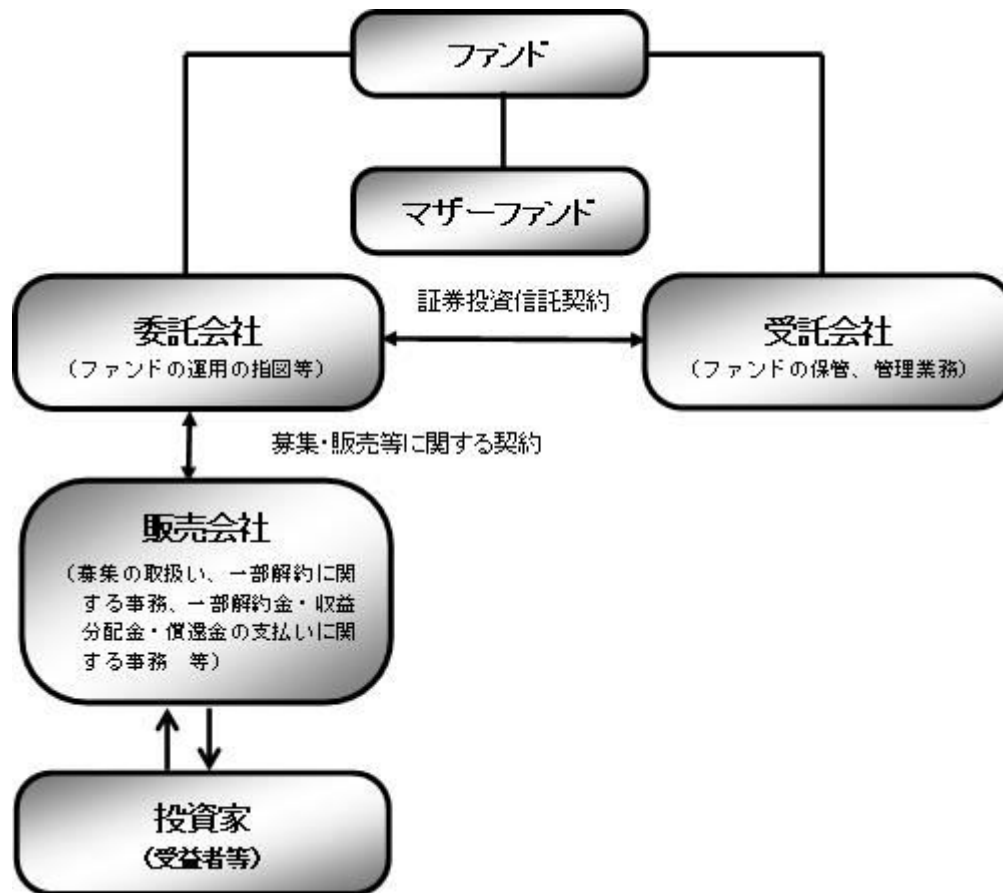 ファンド
マザーファンド
証券投資信託契約
委託会社
（ファンドの運用の指図等）
受託会社
（ファンドの保管、管理業務）
募集・販売等に関する契約
販売会社
（募集の取扱い、一部解約に関
する事務、一部解約金・収益
分配金・償還金の支払いに関
する事務　等）
投資家
（受益者等）